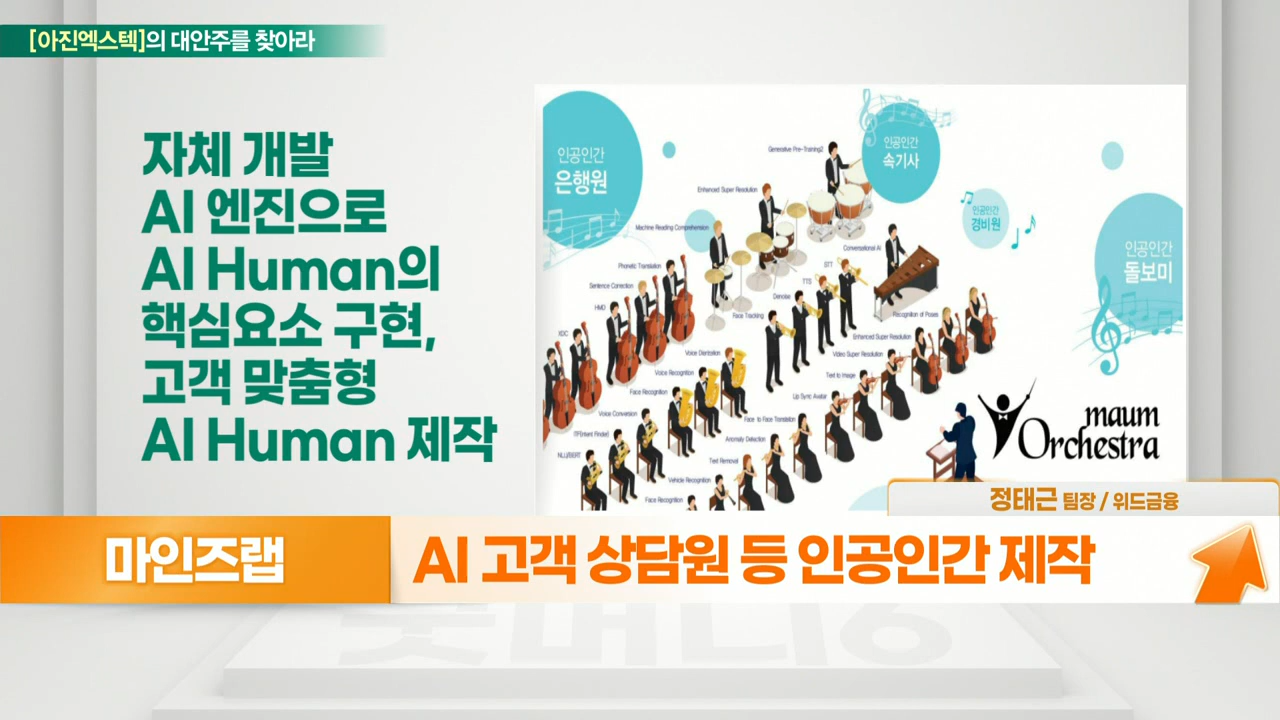 [아진엑스텍]의 대안주를 찾아라
자체 개발
AI 엔진으로
AI Human의
핵심요소 구현,
고객 맞춤형
AI Human 제작
인공인간
은행원
인공인간
속기사
인공인간
경비원
인공인간
돌보미
Generative Pre-Training2
Enhanced Super Resolution
Machine Reading Comprehension
Phonetic Translation
Sentence Correction
HMD
XDC
Conversational AI
STT
TTS
Denoise
Face Tracking
Recognition of Poses
Enhanced Super Resolution
Video Super Resolution
Text to Image
Lip Sync Avatar
Face to Face Translation
Anomaly Detection
Text Removal
Vehicle Recognition
Face Recognition
Voice Diarization
Voice Recognition
Face Recognition
Voice Conversion
ITF(Intent Finder)
NLU/BERT
maum
Orchestra
정태근 팀장 / 위드금융
마인즈랩
AI 고객 상담원 등 인공인간 제작